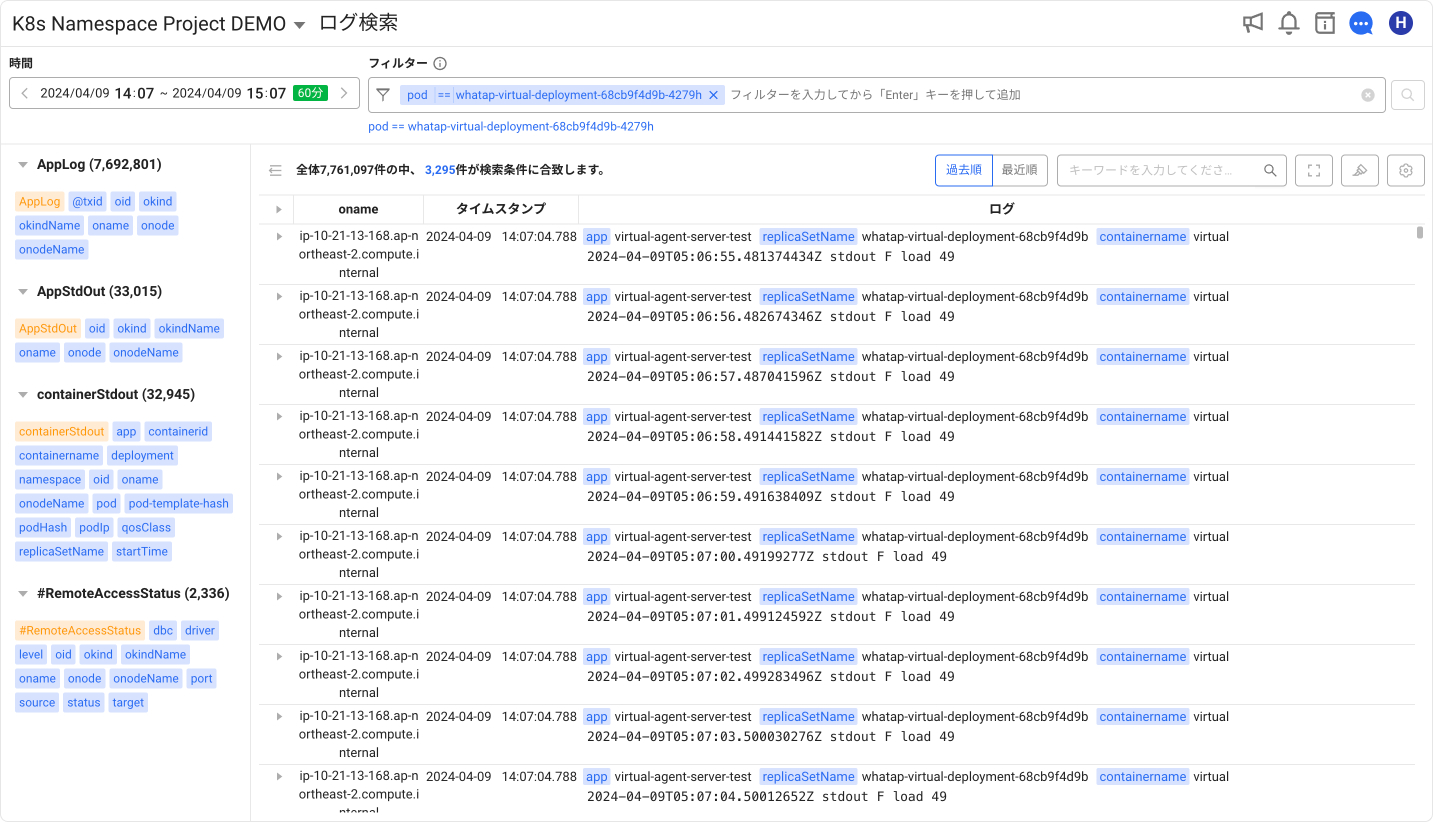 K8s Namespace Project DEMO ログ検索
H
時間
フィルター
2024/04/09 14:07 ~ 2024/04/09 15:07 60分
pod == whatap-virtual-deployment-68cb9f4d9b-4279h × フィルターを入力してから「Enter」キーを押して追加
pod == whatap-virtual-deployment-68cb9f4d9b-4279h
AppLog (7,692,801)
AppLog @txid oid okind
okindName oname onode
onodeName
AppStdOut (33,015)
AppStdOut oid okind okindName
oname onode onodeName
containerStdout (32,945)
containerStdout app containerid
containername deployment
namespace oid oname
onodeName pod pod-template-hash
podHash podIp qosClass
replicaSetName startTime
#RemoteAccessStatus (2,336)
#RemoteAccessStatus dbc driver
level oid okind okindName
oname onode onodeName port
source status target
全体7,761,097件の中、 3,295件が検索条件に合致します。
過去順 最近順 キーワードを入力してくださ...
oname タイムスタンプ ログ
ip-10-21-13-168.ap-n 2024-04-09 14:07:04.788 app virtual-agent-server-test replicaSetName whatap-virtual-deployment-68cb9f4d9b containername virtual
ortheast-2.compute.i 2024-04-09T05:06:55.481374434Z stdout F load 49
nternal
ip-10-21-13-168.ap-n 2024-04-09 14:07:04.788 app virtual-agent-server-test replicaSetName whatap-virtual-deployment-68cb9f4d9b containername virtual
ortheast-2.compute.i 2024-04-09T05:06:56.482674346Z stdout F load 49
nternal
ip-10-21-13-168.ap-n 2024-04-09 14:07:04.788 app virtual-agent-server-test replicaSetName whatap-virtual-deployment-68cb9f4d9b containername virtual
ortheast-2.compute.i 2024-04-09T05:06:57.487041596Z stdout F load 49
nternal
ip-10-21-13-168.ap-n 2024-04-09 14:07:04.788 app virtual-agent-server-test replicaSetName whatap-virtual-deployment-68cb9f4d9b containername virtual
ortheast-2.compute.i 2024-04-09T05:06:58.491441582Z stdout F load 49
nternal
ip-10-21-13-168.ap-n 2024-04-09 14:07:04.788 app virtual-agent-server-test replicaSetName whatap-virtual-deployment-68cb9f4d9b containername virtual
ortheast-2.compute.i 2024-04-09T05:06:59.491638409Z stdout F load 49
nternal
ip-10-21-13-168.ap-n 2024-04-09 14:07:04.788 app virtual-agent-server-test replicaSetName whatap-virtual-deployment-68cb9f4d9b containername virtual
ortheast-2.compute.i 2024-04-09T05:07:00.49199277Z stdout F load 49
nternal
ip-10-21-13-168.ap-n 2024-04-09 14:07:04.788 app virtual-agent-server-test replicaSetName whatap-virtual-deployment-68cb9f4d9b containername virtual
ortheast-2.compute.i 2024-04-09T05:07:01.499124592Z stdout F load 49
nternal
ip-10-21-13-168.ap-n 2024-04-09 14:07:04.788 app virtual-agent-server-test replicaSetName whatap-virtual-deployment-68cb9f4d9b containername virtual
ortheast-2.compute.i 2024-04-09T05:07:02.499283496Z stdout F load 49
nternal
ip-10-21-13-168.ap-n 2024-04-09 14:07:04.788 app virtual-agent-server-test replicaSetName whatap-virtual-deployment-68cb9f4d9b containername virtual
ortheast-2.compute.i 2024-04-09T05:07:03.500030276Z stdout F load 49
nternal
ip-10-21-13-168.ap-n 2024-04-09 14:07:04.788 app virtual-agent-server-test replicaSetName whatap-virtual-deployment-68cb9f4d9b containername virtual
ortheast-2.compute.i 2024-04-09T05:07:04.50012652Z stdout F load 49
nternal